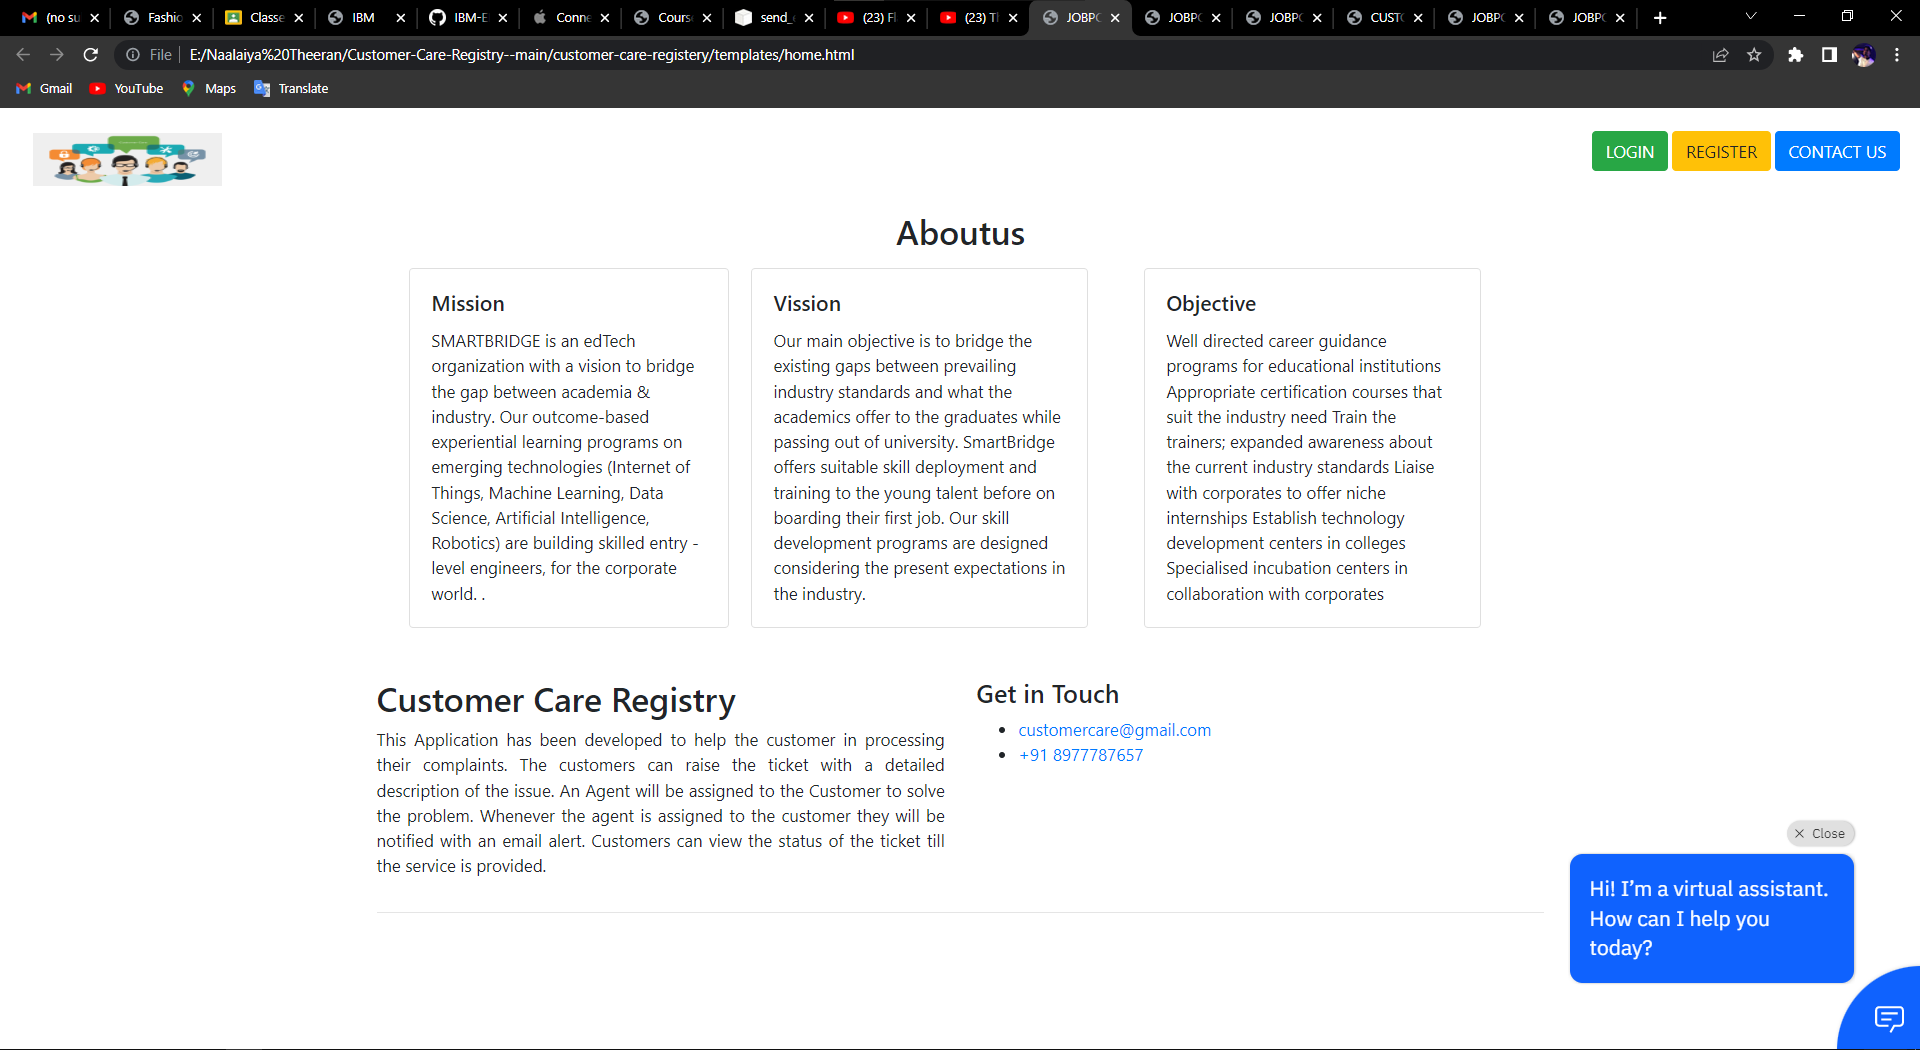 (no su
Fashio
Classe
IBM
IBM-E
Conne
Cours
send_
(23) F
(23) T
JOBPC
JOBPC
JOBPC
CUST
JOBPC
JOBPC
File
E:/Naalaiya%20Theeran/Customer-Care-Registry--main/customer-care-registery/templates/home.html
Gmail
YouTube
Maps
Translate
LOGIN
REGISTER
CONTACT US
Aboutus
Mission
SMARTBRIDGE is an edTech
organization with a vision to bridge
the gap between academia &
industry. Our outcome-based
experiential learning programs on
emerging technologies (Internet of
Things, Machine Learning, Data
Science, Artificial Intelligence,
Robotics) are building skilled entry -
level engineers, for the corporate
world. .
Vission
Our main objective is to bridge the
existing gaps between prevailing
industry standards and what the
academics offer to the graduates while
passing out of university. SmartBridge
offers suitable skill deployment and
training to the young talent before on
boarding their first job. Our skill
development programs are designed
considering the present expectations in
the industry.
Objective
Well directed career guidance
programs for educational institutions
Appropriate certification courses that
suit the industry need Train the
trainers; expanded awareness about
the current industry standards Liaise
with corporates to offer niche
internships Establish technology
development centers in colleges
Specialised incubation centers in
collaboration with corporates
Customer Care Registry
This Application has been developed to help the customer in processing
their complaints. The customers can raise the ticket with a detailed
description of the issue. An Agent will be assigned to the Customer to solve
the problem. Whenever the agent is assigned to the customer they will be
notified with an email alert. Customers can view the status of the ticket till
the service is provided.
Get in Touch
customercare@gmail.com
+91 8977787657
Close
Hi! I'm a virtual assistant.
How can I help you
today?